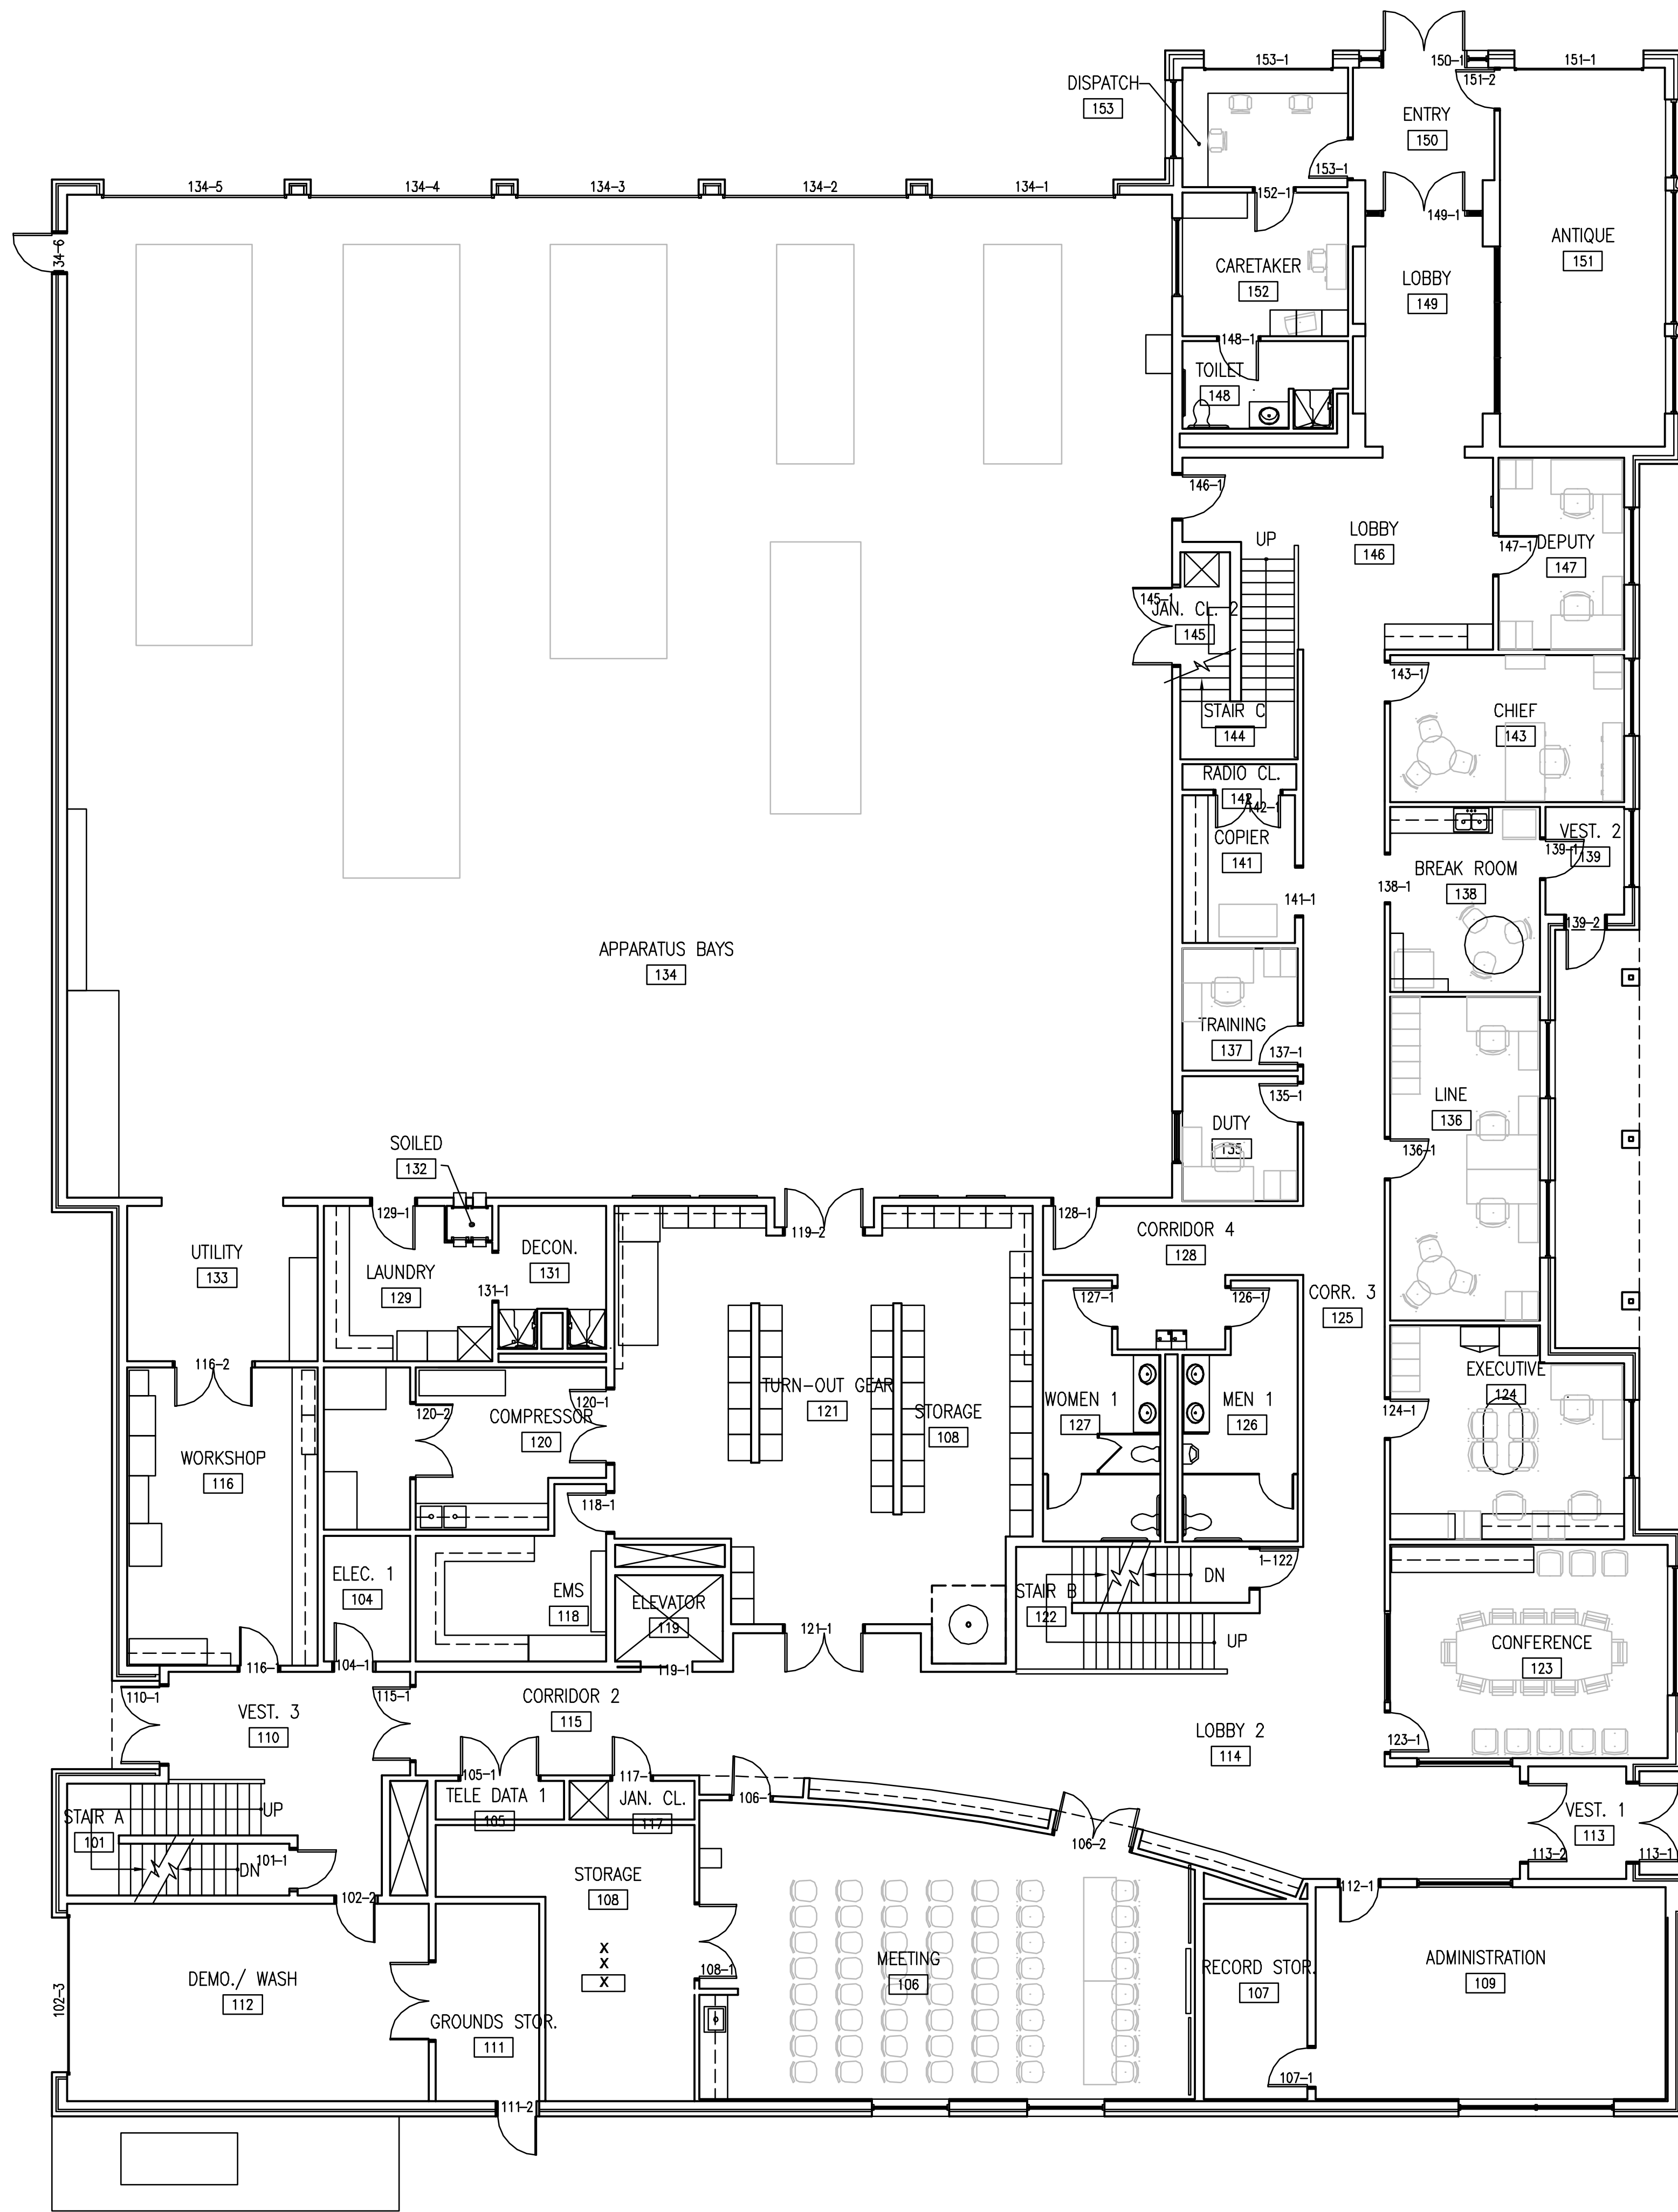 153-1
150-1
151-1
151-2
DISPATCH
153
ENTRY
150
153-1
134-5
134-4
134-3
134-2
134-1
152-1
149-1
34-6
ANTIQUE
151
CARETAKER
152
LOBBY
149
148-1
TOILET
148
146-1
LOBBY
146
UP
147-1
DEPUTY
147
145-1
JAN. CL. 2
145
143-1
STAIR C
144
CHIEF
143
RADIO CL.
142
142-1
COPIER
141
VEST. 2
139
139-1
BREAK ROOM
138
138-1
141-1
139-2
APPARATUS BAYS
134
TRAINING
137
137-1
LINE
136
135-1
DUTY
135
136-1
SOILED
132
129-1
119-2
128-1
CORRIDOR 4
128
UTILITY
133
LAUNDRY
129
DECON.
131
131-1
127-1
126-1
CORR. 3
125
116-2
TURN-OUT GEAR
121
EXECUTIVE
124
120-1
120-2
COMPRESSOR
120
STORAGE
108
WOMEN 1
127
MEN 1
126
124-1
WORKSHOP
116
118-1
1-122
ELEC. 1
104
EMS
118
ELEVATOR
119
STAIR B
122
DN
UP
121-1
CONFERENCE
123
116-1
104-1
119-1
110-1
115-1
VEST. 3
110
CORRIDOR 2
115
LOBBY 2
114
123-1
105-1
117-1
TELE DATA 1
105
JAN. CL.
117
106-1
STAIR A
101
UP
VEST. 1
113
106-2
101-1
DN
113-2
113-1
STORAGE
108
102-2
112-1
X
X
X
DEMO./ WASH
112
108-1
MEETING
106
RECORD STOR.
107
ADMINISTRATION
109
102-3
GROUNDS STOR.
111
107-1
111-2